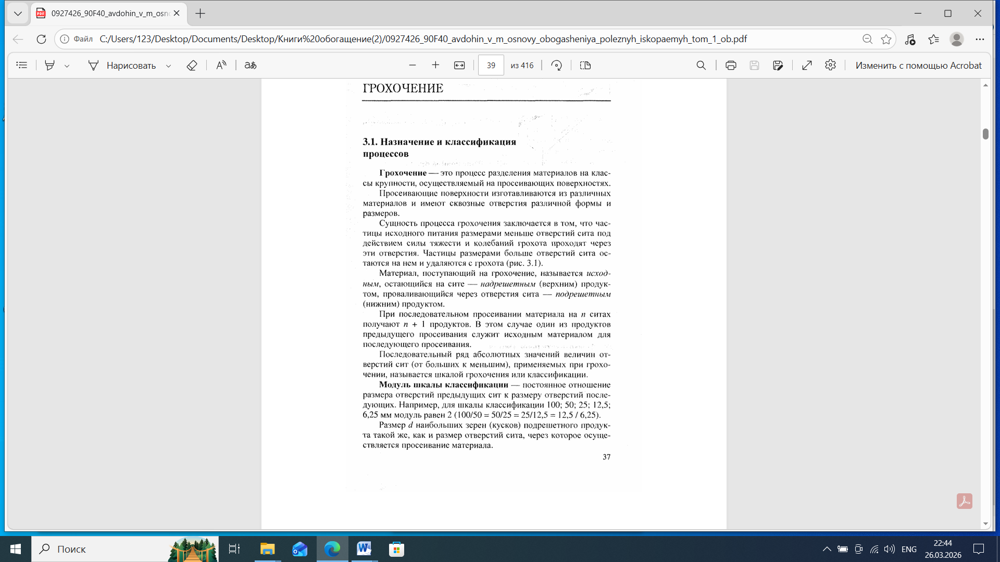 0927426_90F40_avdohin_v_m_osno
Файл C:/Users/123/Desktop/Documents/Desktop/Книги%20обогащение(2)/0927426_90F40_avdohin_v_m_osnovy_obogasheniya_poleznyh_iskopaemyh_tom_1_ob.pdf
Нарисовать аあ 39 из 416 Изменить с помощью Acrobat
ГРОХОЧЕНИЕ
3.1. Назначение и классификация
процессов
Грохочение — это процесс разделения материалов на клас-
сы крупности, осуществляемый на просеивающих поверхностях.
Просеивающие поверхности изготавливаются из различных
материалов и имеют сквозные отверстия различной формы и
размеров.
Сущность процесса грохочения заключается в том, что час-
тицы исходного питания размерами меньше отверстий сита под
действием силы тяжести и колебаний грохота проходят через
эти отверстия. Частицы размерами больше отверстий сита ос-
таются на нем и удаляются с грохота (рис. 3.1).
Материал, поступающий на грохочение, называется исход-
ным, остающийся на сите — надрешетным (верхним) продук-
том, проваливающийся через отверстия сита — подрешетным
(нижним) продуктом.
При последовательном просеивании материала на n ситах
получают n + 1 продуктов. В этом случае один из продуктов
предыдущего просеивания служит исходным материалом для
последующего просеивания.
Последовательный ряд абсолютных значений величин от-
верстий сит (от больших к меньшим), применяемых при грохо-
чении, называется шкалой грохочения или классификации.
Модуль шкалы классификации — постоянное отношение
размера отверстий предыдущих сит к размеру отверстий после-
дующих. Например, для шкалы классификации 100; 50; 25; 12,5;
6,25 мм модуль равен 2 (100/50 = 50/25 = 25/12,5 = 12,5 / 6,25).
Размер d наибольших зерен (кусков) подрешетного продук-
та такой же, как и размер отверстий сита, через которое осуще-
ствляется просеивание материала.
37
Поиск
ENG
22:44
26.03.2026